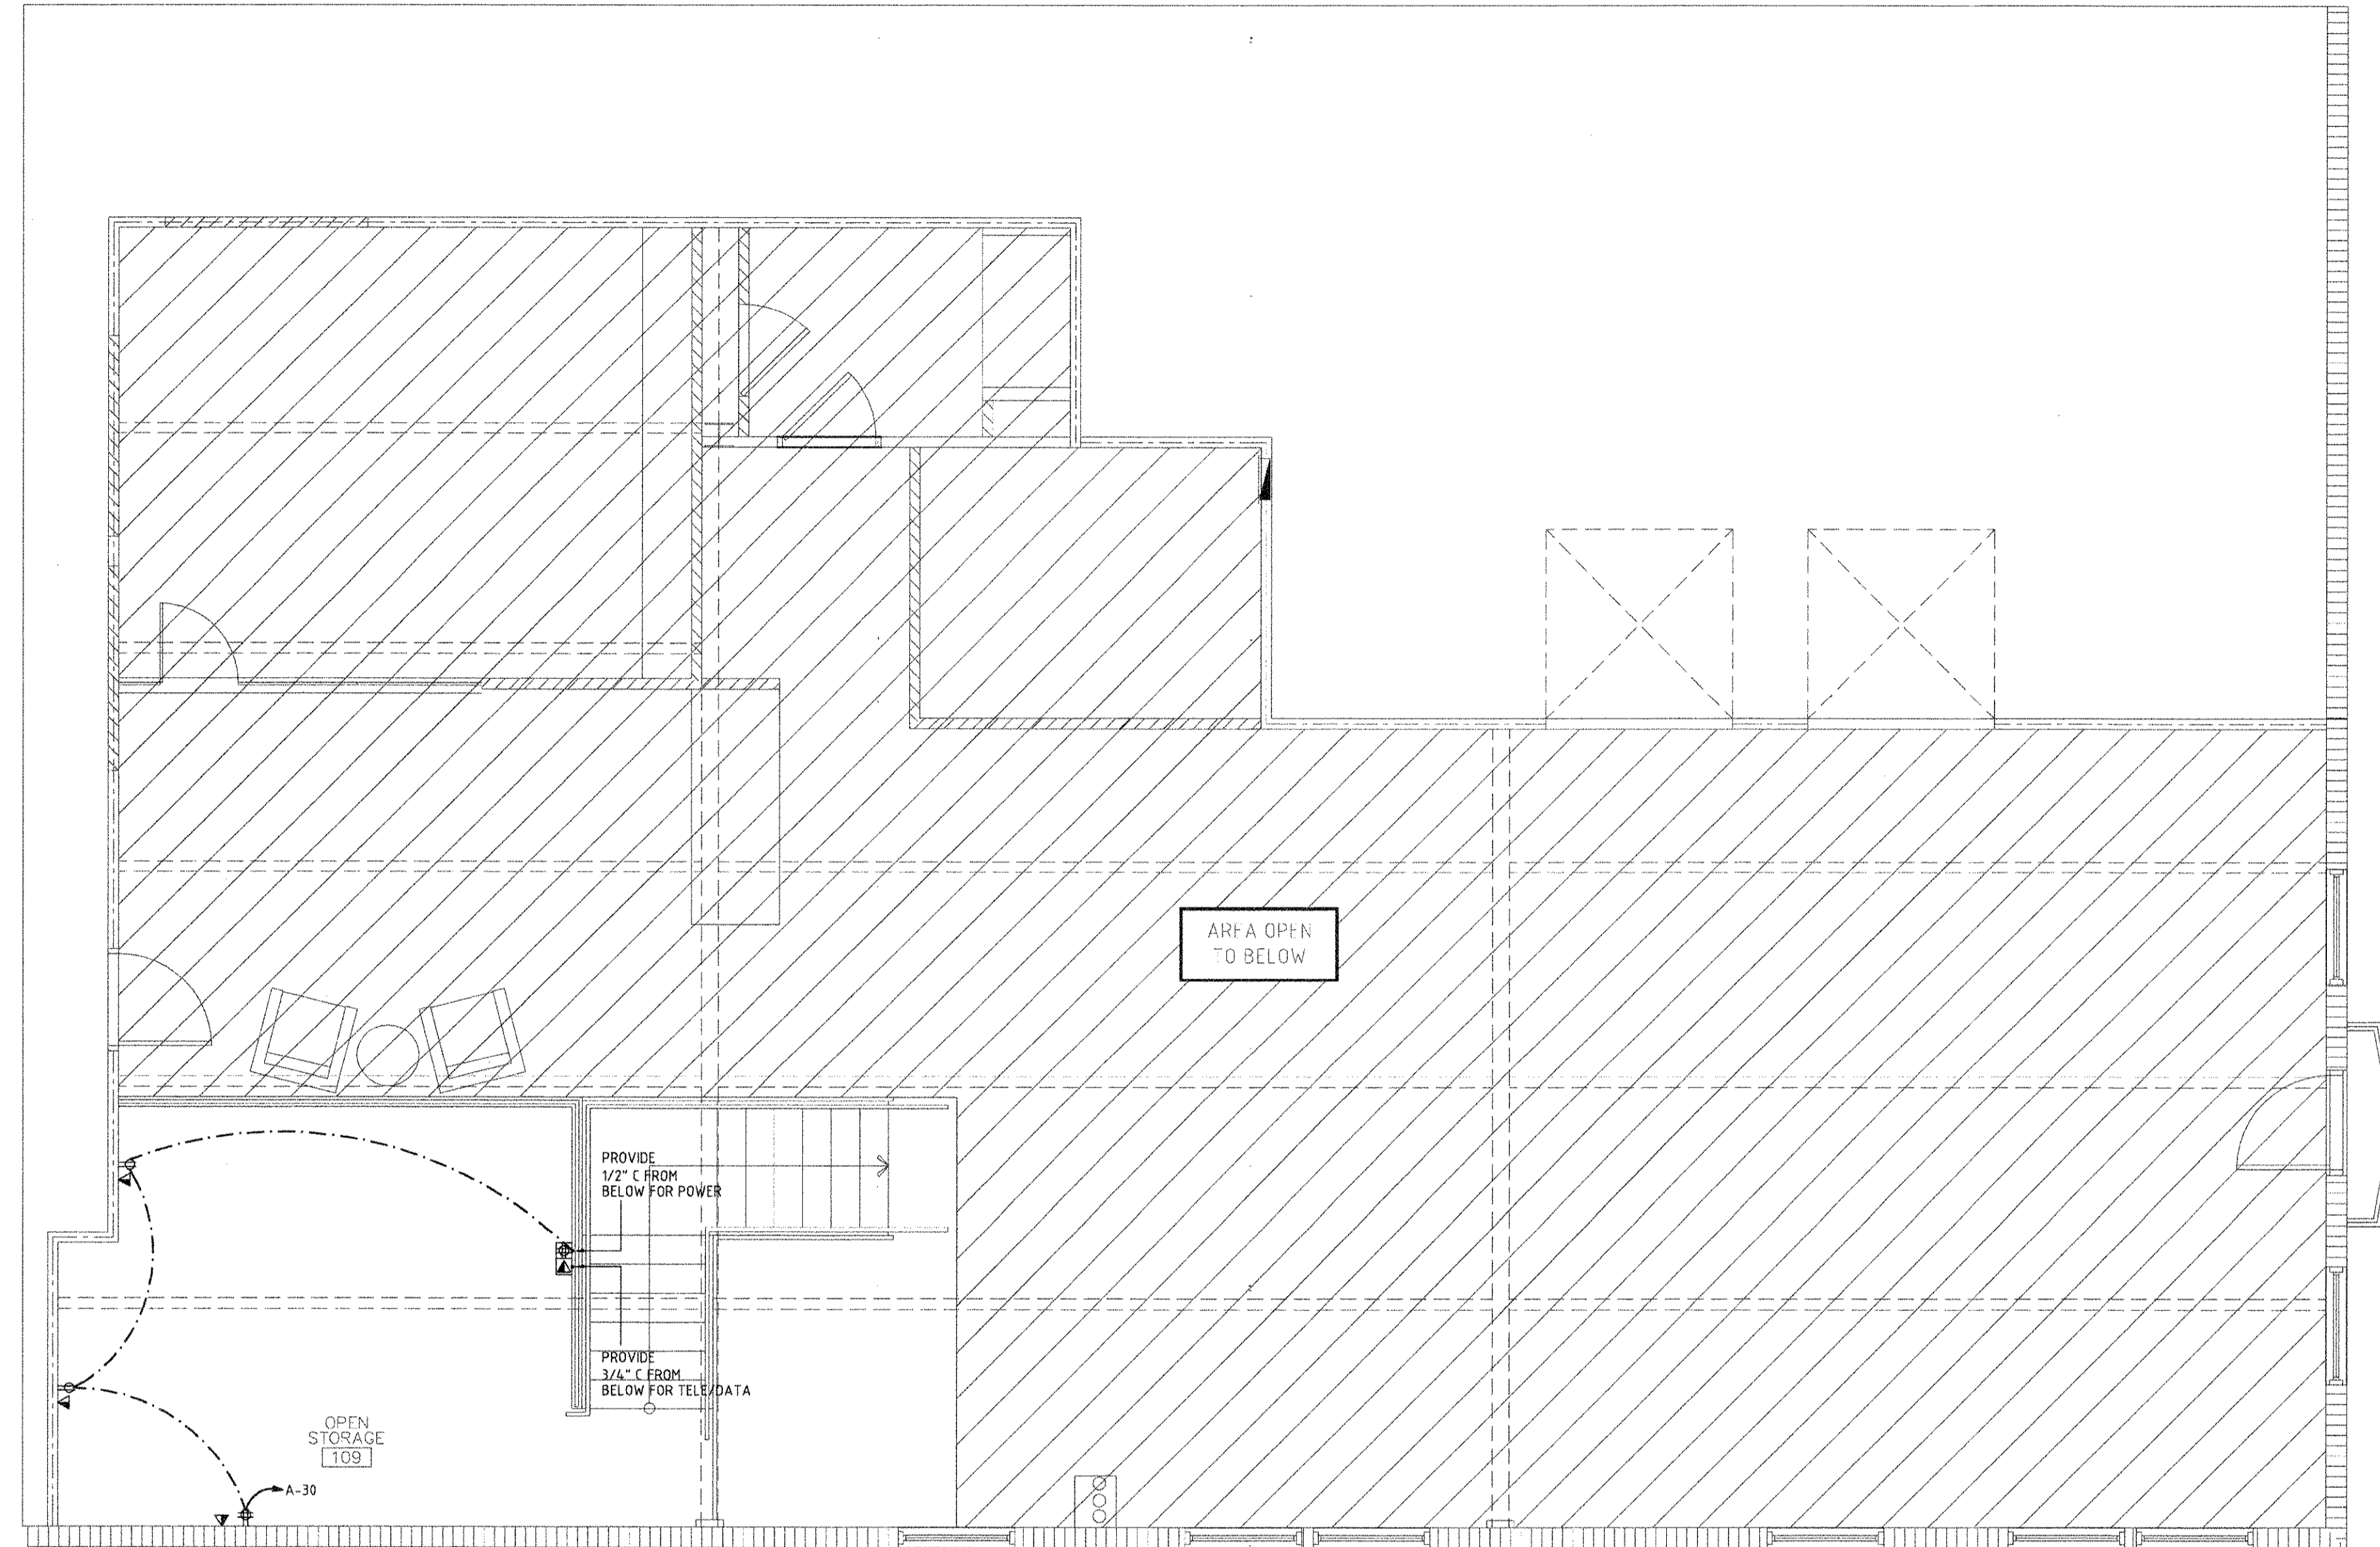 AREA OPEN
TO BELOW
PROVIDE
1/2" C FROM
BELOW FOR POWER
PROVIDE
3/4" C FROM
BELOW FOR TELE/DATA
OPEN
STORAGE
109
A-30